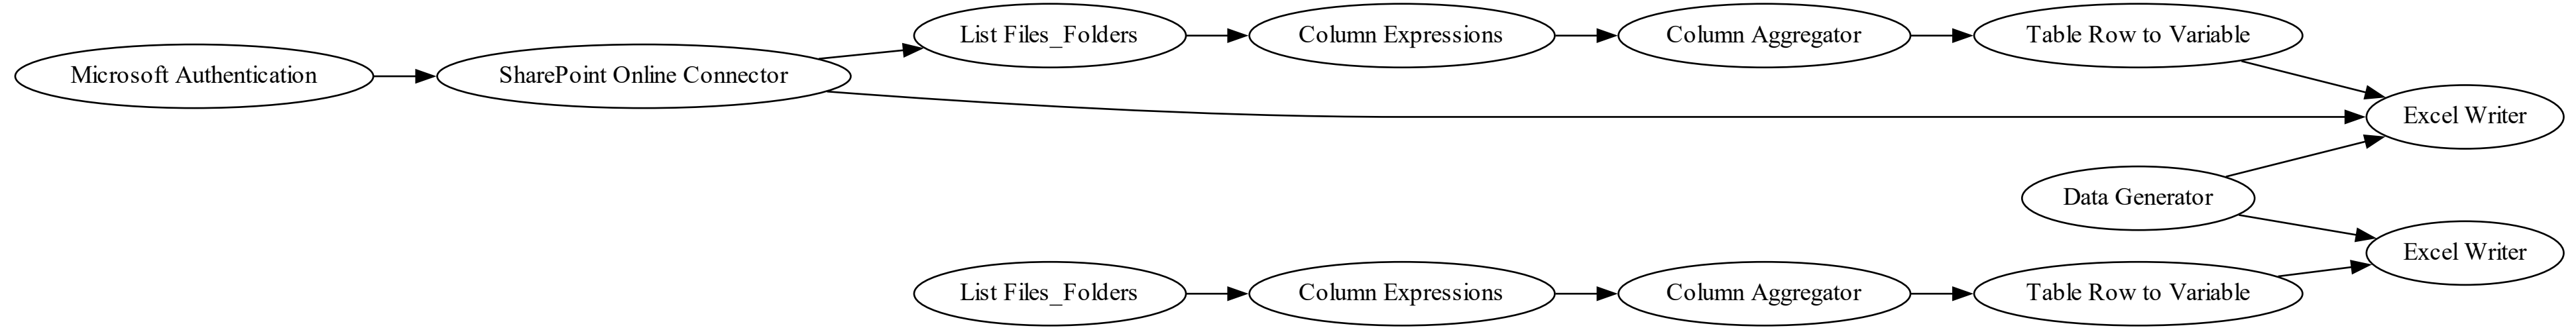 Microsoft Authentication
SharePoint Online Connector
List Files_Folders
Column Expressions
Column Aggregator
Table Row to Variable
Excel Writer
Data Generator
Excel Writer
List Files_Folders
Column Expressions
Column Aggregator
Table Row to Variable